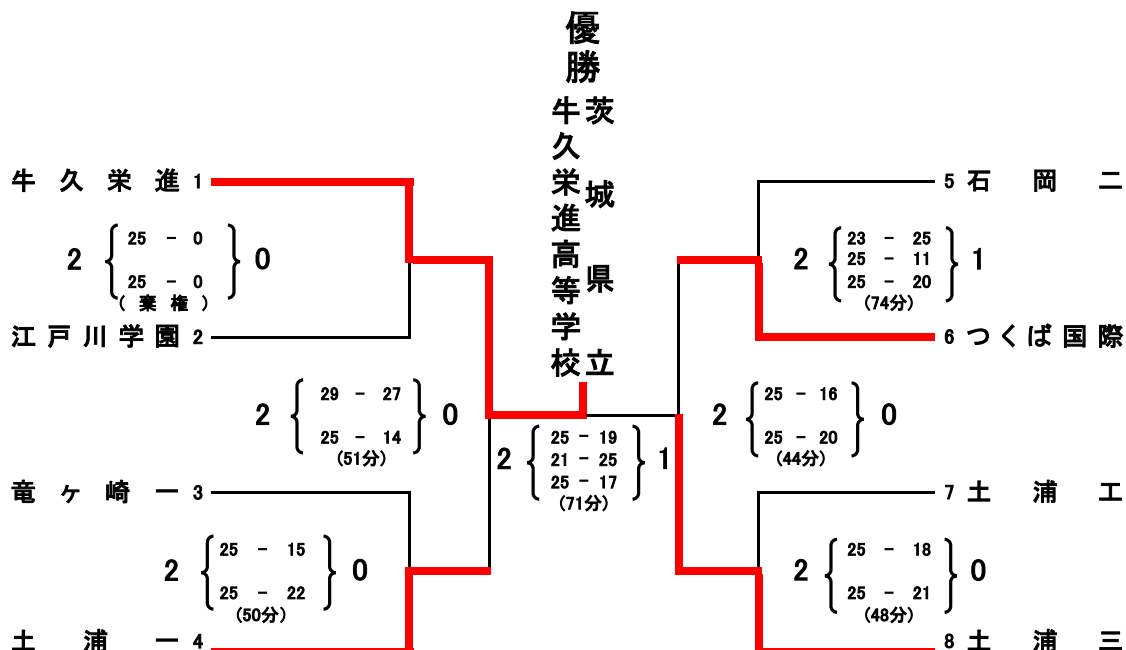 優勝
茨城県立
牛久栄進高等学校
牛久栄進 1
2 { 25 - 0 } 0
25 - 0
(棄権)
江戸川学園 2
2 { 29 - 27 } 0
25 - 14
(51分)
竜ヶ崎一 3
2 { 25 - 15 } 0
25 - 22
(50分)
土浦一 4
2 { 25 - 19 } 1
21 - 25
25 - 17
(71分)
5 石岡二
2 { 23 - 25 } 1
25 - 11
25 - 20
(74分)
6 つくば国際
2 { 25 - 16 } 0
25 - 20
(44分)
7 土浦工
2 { 25 - 18 } 0
25 - 21
(48分)
8 土浦三